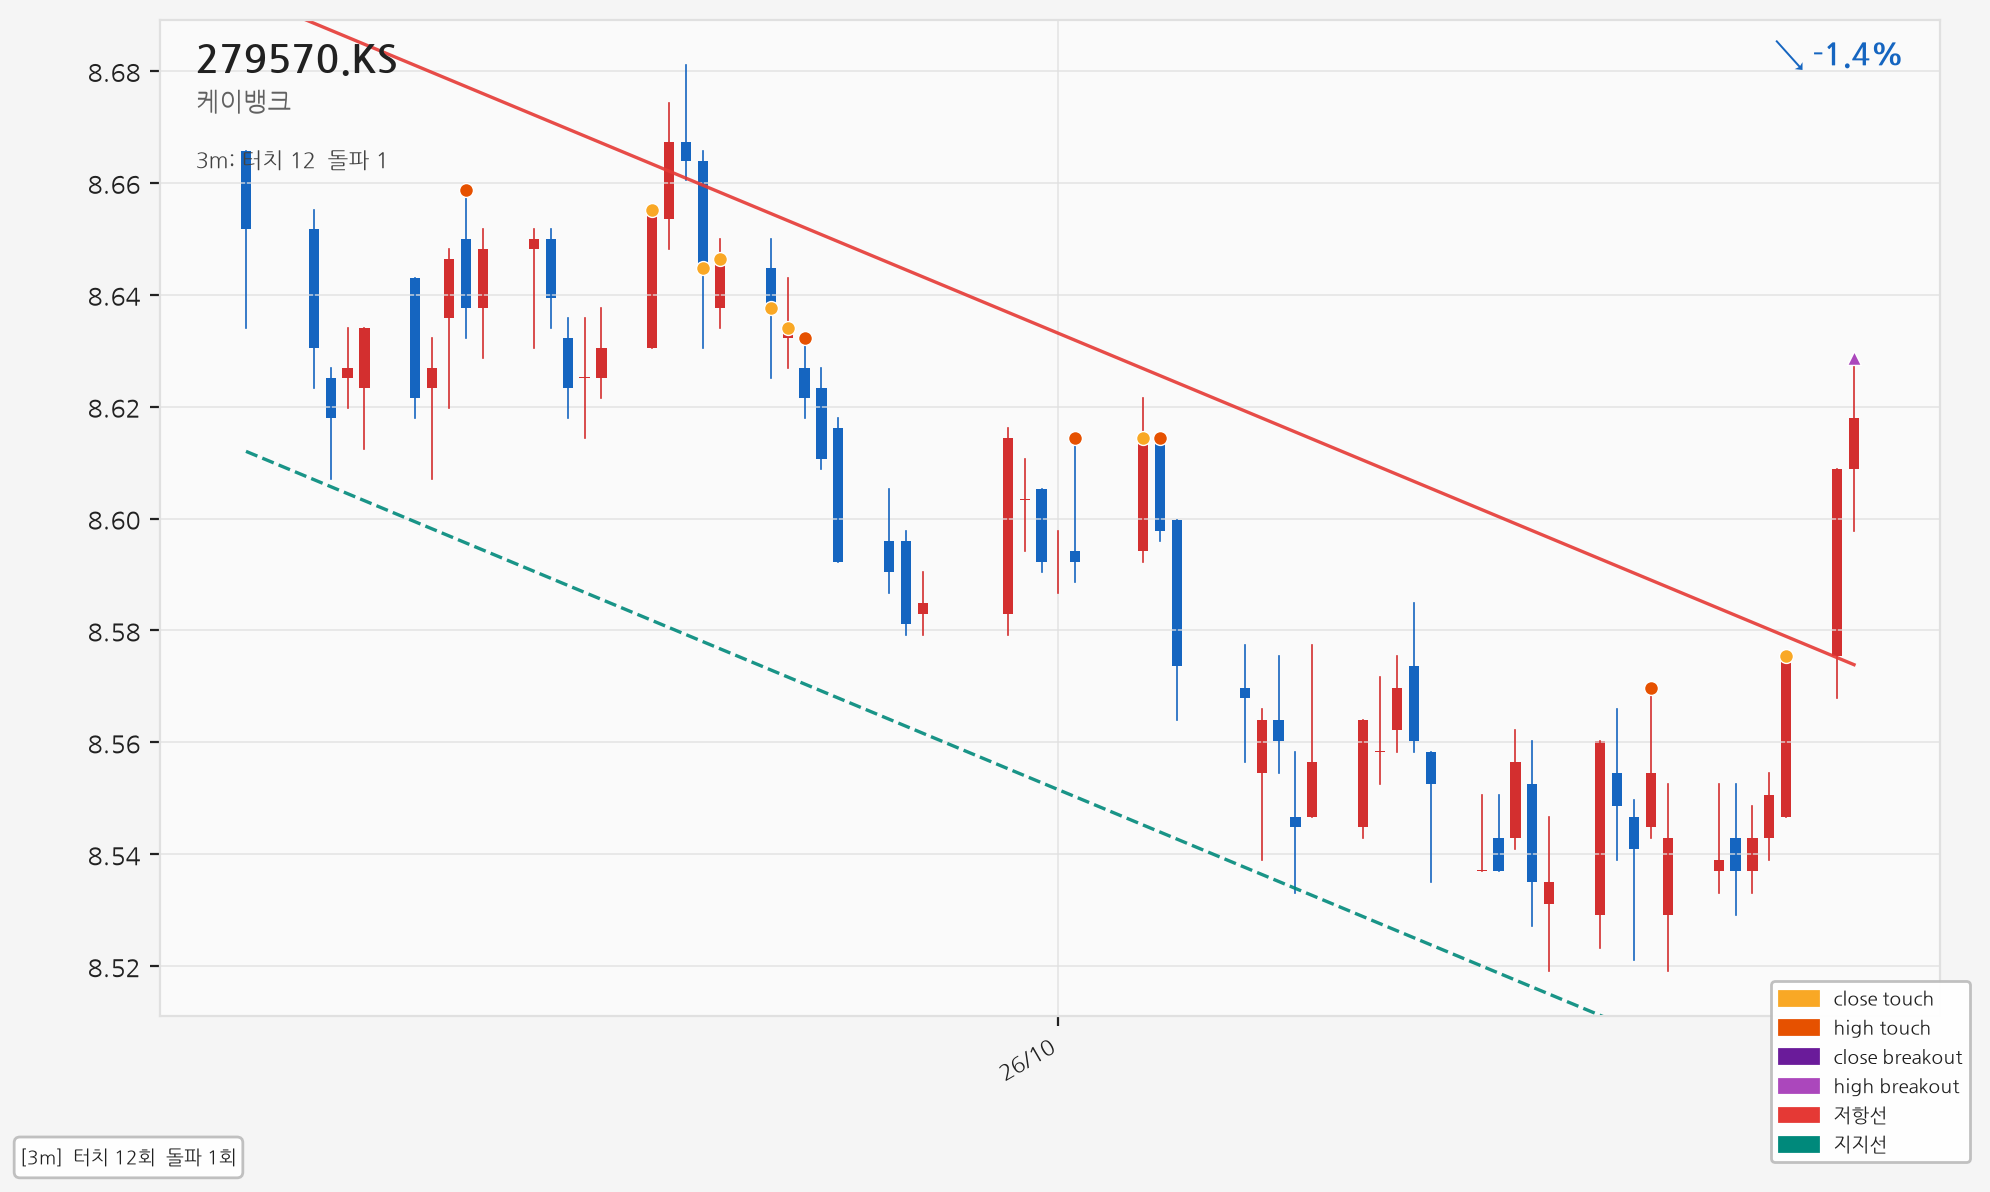 279570.KS
케이뱅크
3m: 터치 12 돌파 1
-1.4%
8.68
8.66
8.64
8.62
8.60
8.58
8.56
8.54
8.52
26/10
close touch
high touch
close breakout
high breakout
저항선
지지선
[3m] 터치 12회 돌파 1회